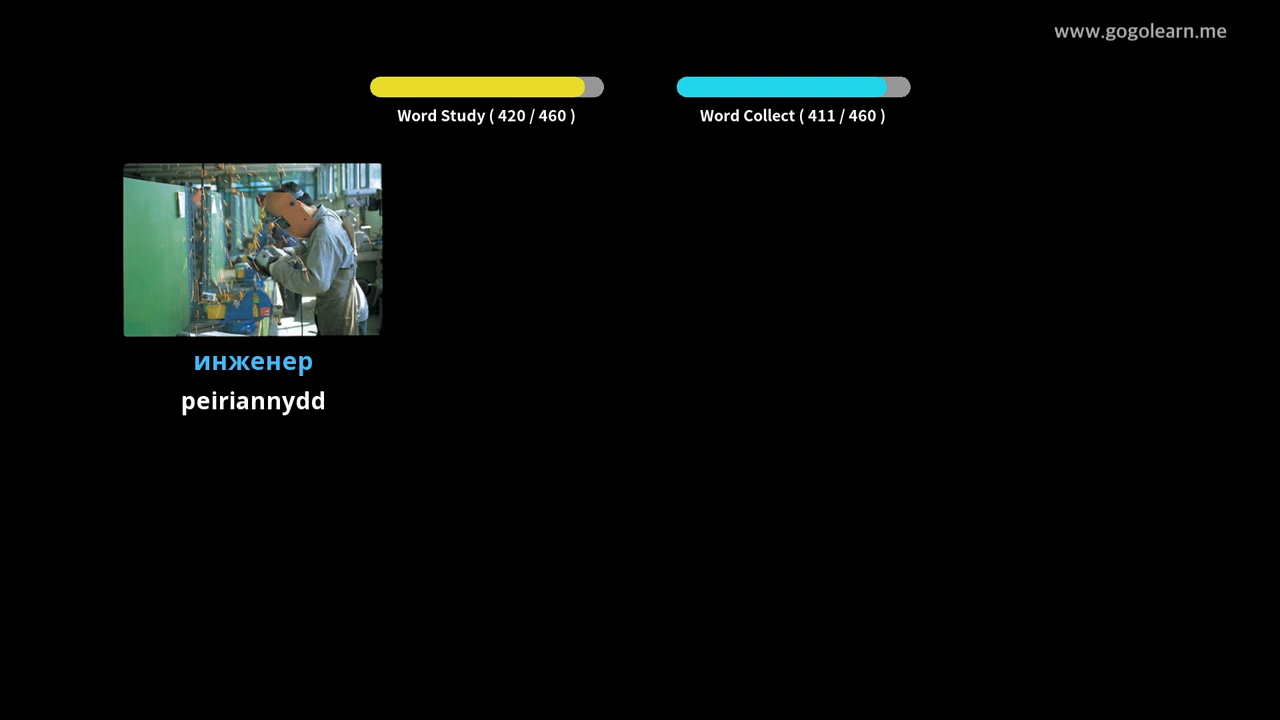 www.gogolearn.me
Word Study ( 420 / 460 )
Word Collect ( 411 / 460 )
инженер
peiriannydd